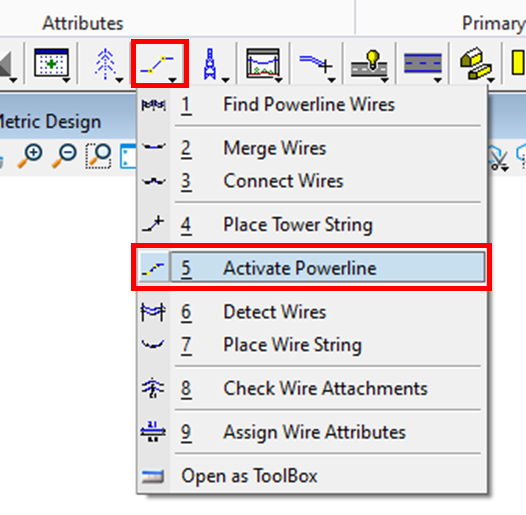 Attributes
Primary
Metric Design
1 Find Powerline Wires
2 Merge Wires
3 Connect Wires
4 Place Tower String
5 Activate Powerline
6 Detect Wires
7 Place Wire String
8 Check Wire Attachments
9 Assign Wire Attributes
Open as ToolBox